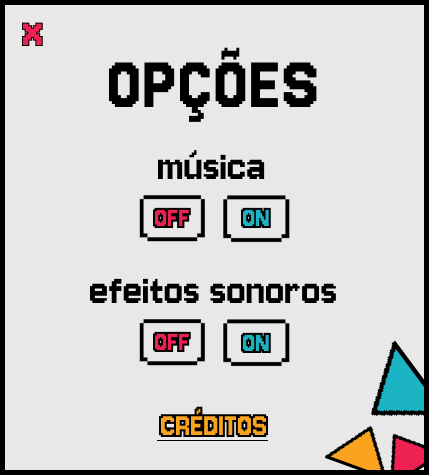 X
OPÇÕES
música
OFF ON
efeitos sonoros
OFF ON
CRÉDITOS